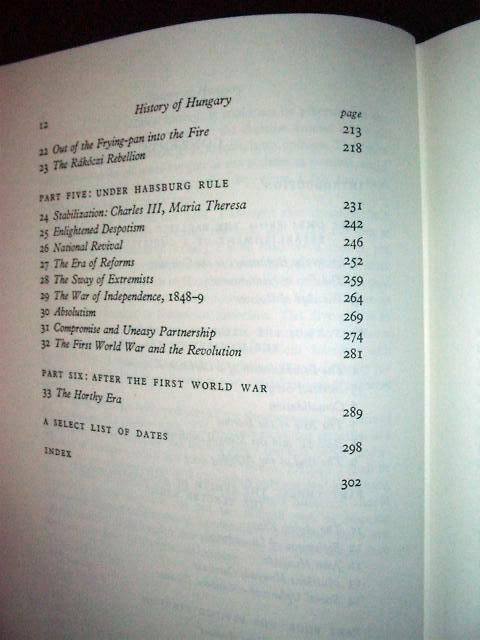 12 History of Hungary
page
22 Out of the Frying-pan into the Fire 213
23 The Rákóczi Rebellion 218
PART FIVE: UNDER HABSBURG RULE
24 Stabilization: Charles III, Maria Theresa 231
25 Enlightened Despotism 242
26 National Revival 246
27 The Era of Reforms 252
28 The Sway of Extremists 259
29 The War of Independence, 1848-9 264
30 Absolutism 269
31 Compromise and Uneasy Partnership 274
32 The First World War and the Revolution 281
PART SIX: AFTER THE FIRST WORLD WAR
33 The Horthy Era 289
A SELECT LIST OF DATES 298
INDEX 302